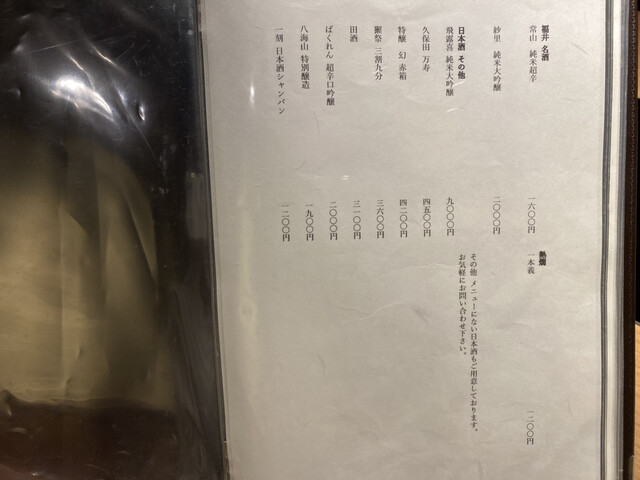 福井 名酒
常山 純米超辛 一六〇〇円
紗里 純米大吟醸 二〇〇〇円
日本酒 その他
飛露喜 純米大吟醸 九〇〇〇円
久保田 万寿 四五〇〇円
特醸 幻 赤箱 四二〇〇円
獺祭 三割九分 三六〇〇円
田酒 三一〇〇円
ばくれん 超辛口吟醸 二〇〇〇円
八海山 特別醸造 一九〇〇円
一刻 日本酒シャンパン 一二〇〇円
熱燗
一本義 一二〇〇円
その他 メニューにない日本酒もご用意しております。
お気軽にお問い合わせ下さい。